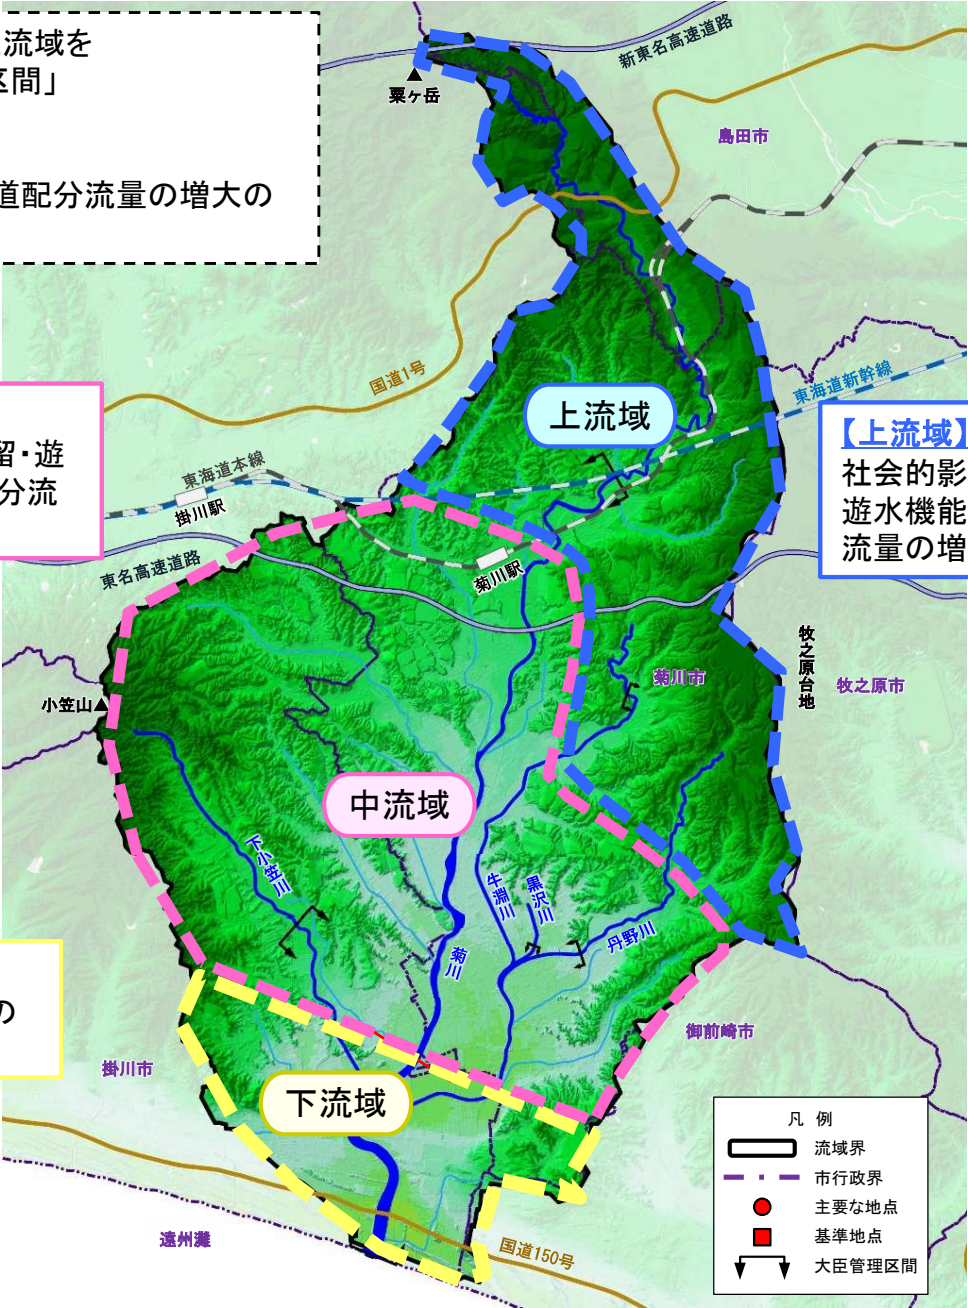 流域を
区間」
道配分流量の増大の
新東名高速道路
粟ヶ岳
島田市
国道1号
上流域
東海道新幹線
留・遊
分流
東海道本線
掛川駅
【上流域】
社会的影
遊水機能
流量の増
東名高速道路
菊川駅
菊川市
牧之原台地
牧之原市
小笠山
中流域
下小笠川
牛淵川
黒沢川
丹野川
菊川
の
御前崎市
掛川市
下流域
遠州灘
国道150号
凡 例
流域界
市行政界
主要な地点
基準地点
大臣管理区間